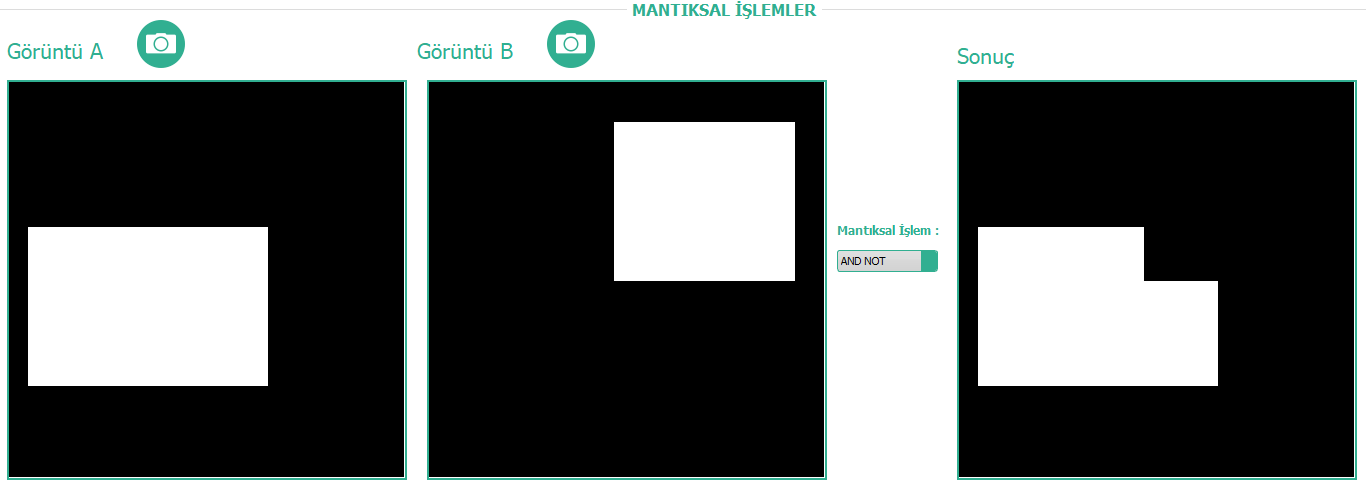 MANTIKSAL İŞLEMLER
Görüntü A
Görüntü B
Sonuç
Mantıksal İşlem :
AND NOT